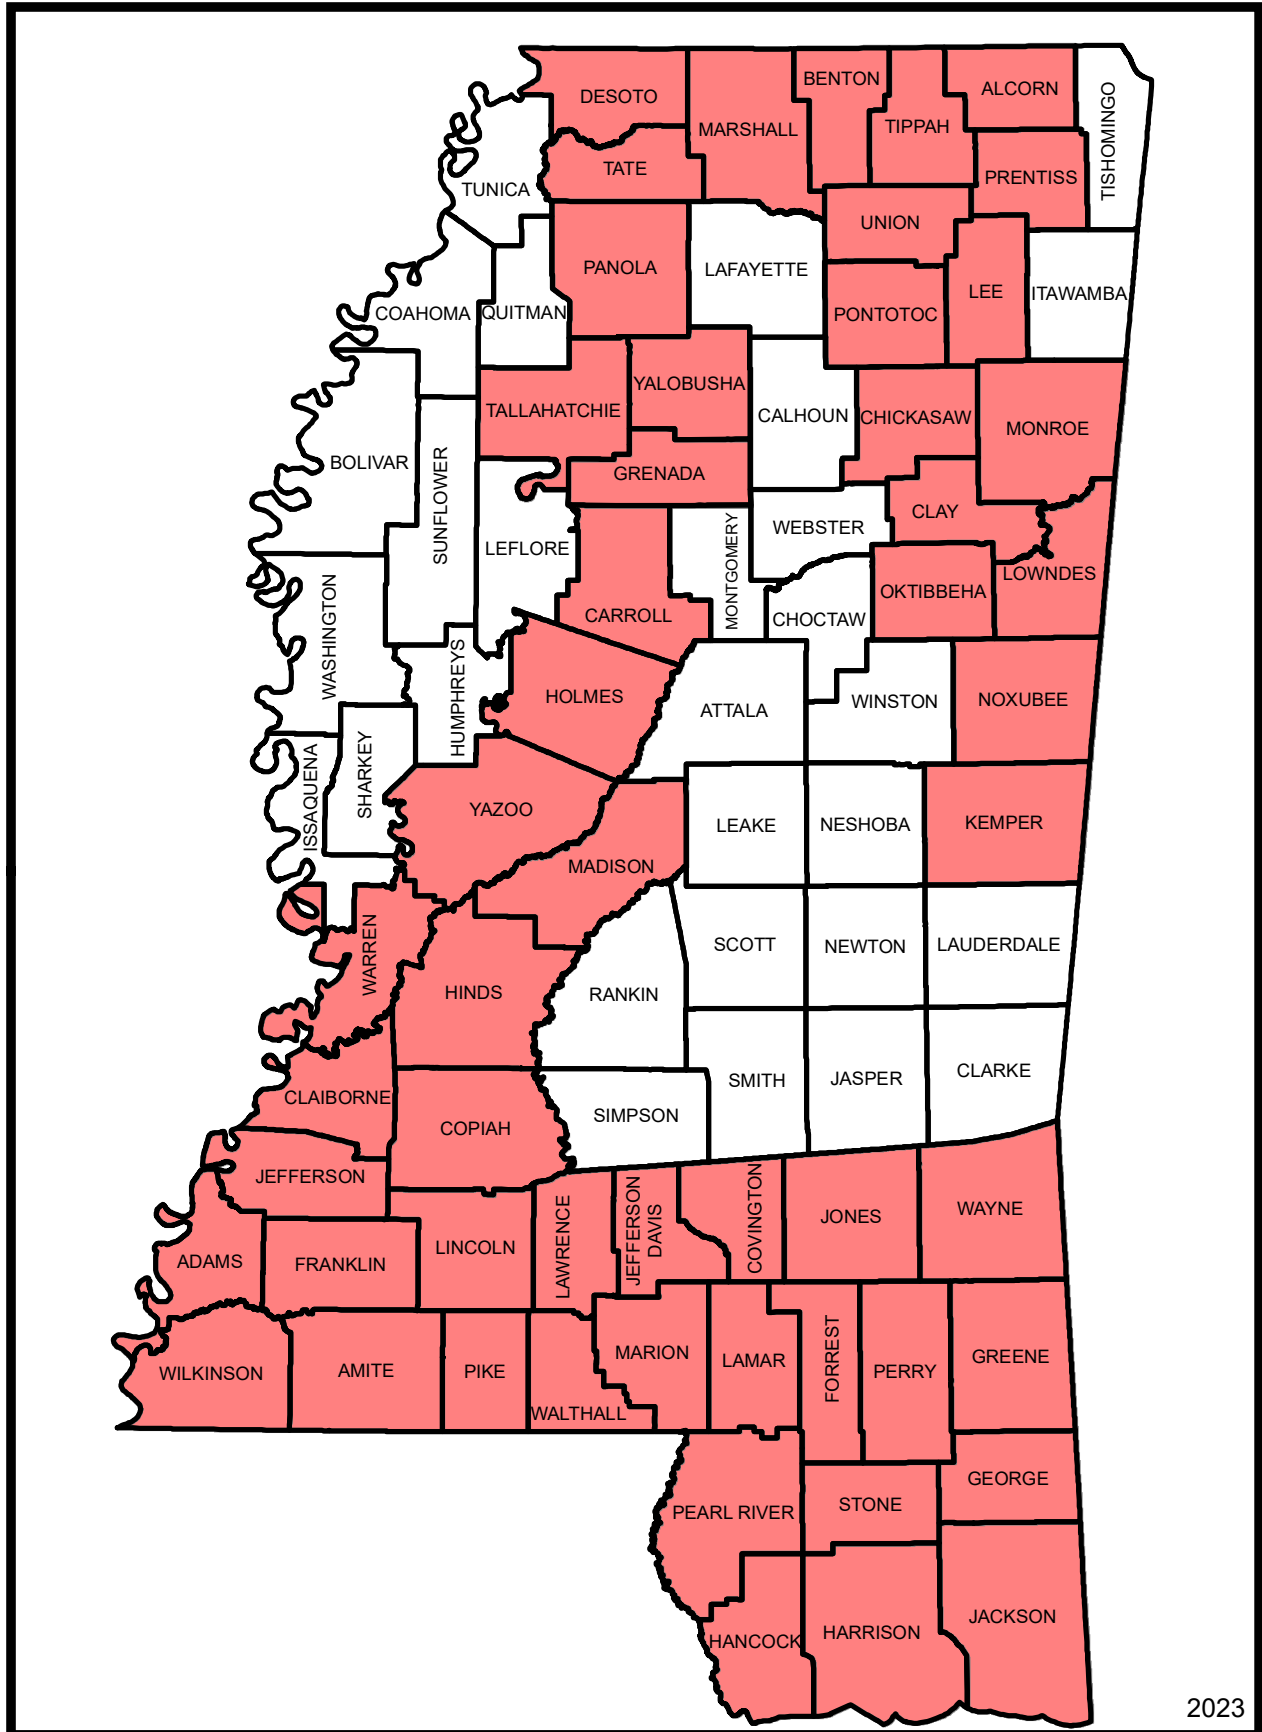 DESOTO
MARSHALL
BENTON
TIPPAH
ALCORN
TISHOMINGO
TATE
PRENTISS
TUNICA
UNION
PANOLA
LAFAYETTE
LEE
ITAWAMBA
COAHOMA
QUITMAN
PONTOTOC
YALOBUSHA
TALLAHATCHIE
CALHOUN
CHICKASAW
MONROE
BOLIVAR
SUNFLOWER
GRENADA
CLAY
WEBSTER
LEFLORE
MONTGOMERY
LOWNDES
OKTIBBEHA
CARROLL
CHOCTAW
WASHINGTON
HUMPHREYS
HOLMES
ATTALA
WINSTON
NOXUBEE
ISSAQUENA
SHARKEY
YAZOO
LEAKE
NESHOBA
KEMPER
MADISON
WARREN
SCOTT
NEWTON
LAUDERDALE
HINDS
RANKIN
CLAIBORNE
COPIAH
SIMPSON
SMITH
JASPER
CLARKE
JEFFERSON
LAWRENCE
JEFFERSON
DAVIS
COVINGTON
JONES
WAYNE
ADAMS
FRANKLIN
LINCOLN
WILKINSON
AMITE
PIKE
WALTHALL
MARION
LAMAR
FORREST
PERRY
GREENE
PEARL RIVER
STONE
GEORGE
HANCOCK
HARRISON
JACKSON
2023